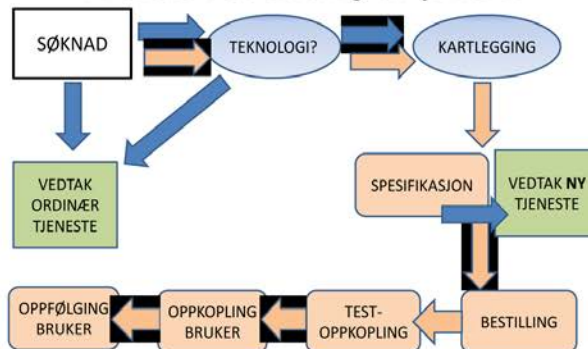 SØKNAD
TEKNOLOGI?
KARTLEGGING
VEDTAK
ORDINÆR
TJENESTE
SPESIFIKASJON
VEDTAK NY
TJENESTE
OPPFØLGING
BRUKER
OPPKOPLING
BRUKER
TEST-
OPPKOPLING
BESTILLING